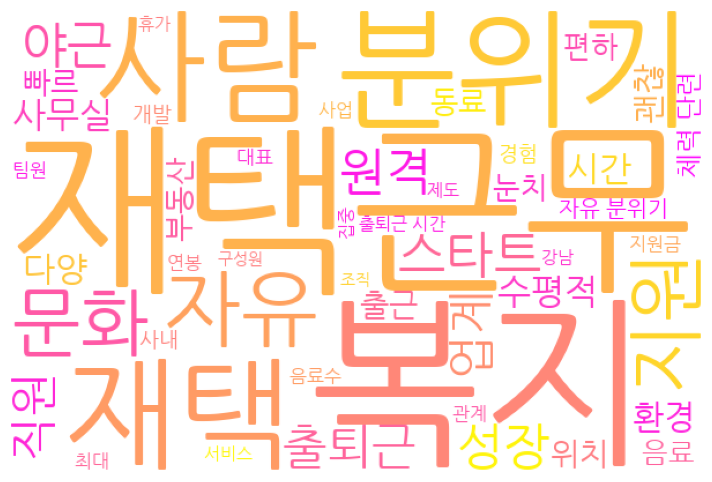 야근
휴가
사람
분위기
편하
빠르
사무실
개발
사업
동료
괜찮
체력 단련
재택근무
팀원
부동산
대표
원격
제도
경험
시간
눈치
집중
출퇴근 시간
자유 분위기
다양
연봉
구성원
스타트
강남
지원금
문화
자유
조직
출근
업계
수평적
지원
사내
복지
직원
재택
음료수
관계
환경
최대
서비스
출퇴근
성장
위치
음료